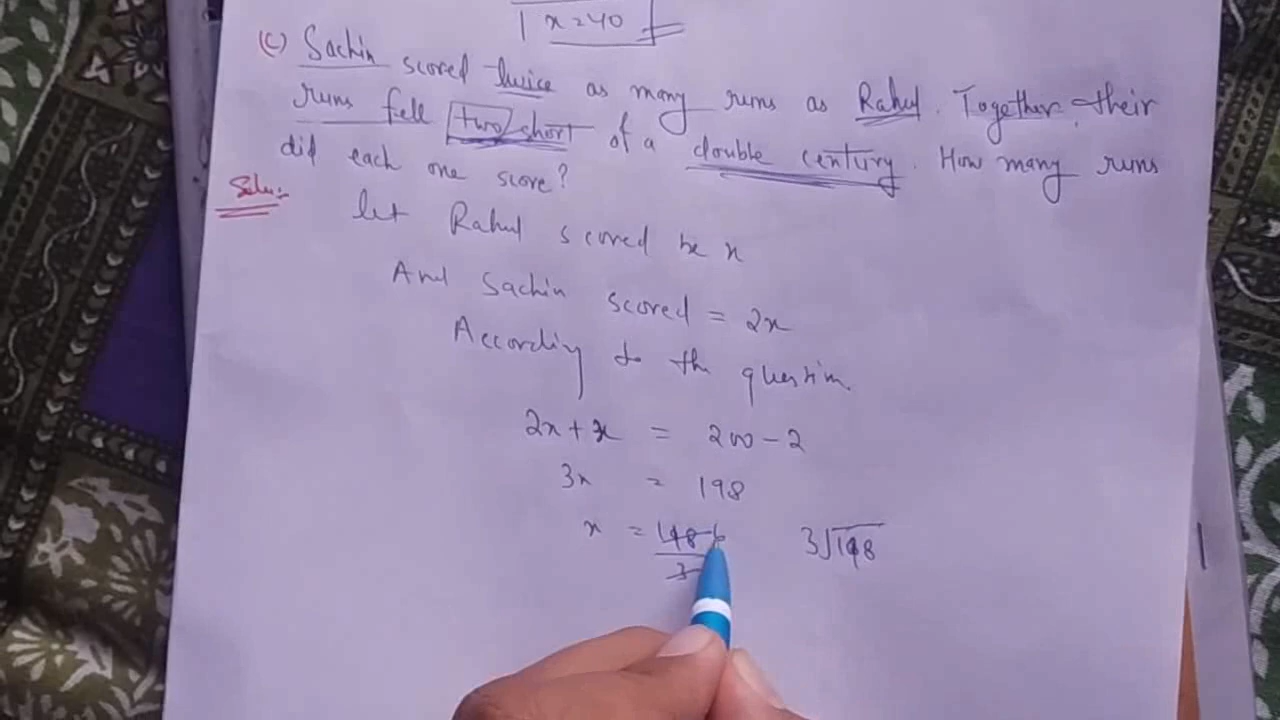 x = 40
(C) Sachin scored twice as many runs as Rahul. Together, their
runs fell two short of a double century. How many runs
did each one score?
Solu:-
let Rahul scored be x
And Sachin scored = 2x
According to the question.
2x + x = 200 - 2
3x = 198
x = 198 6
3
3√198